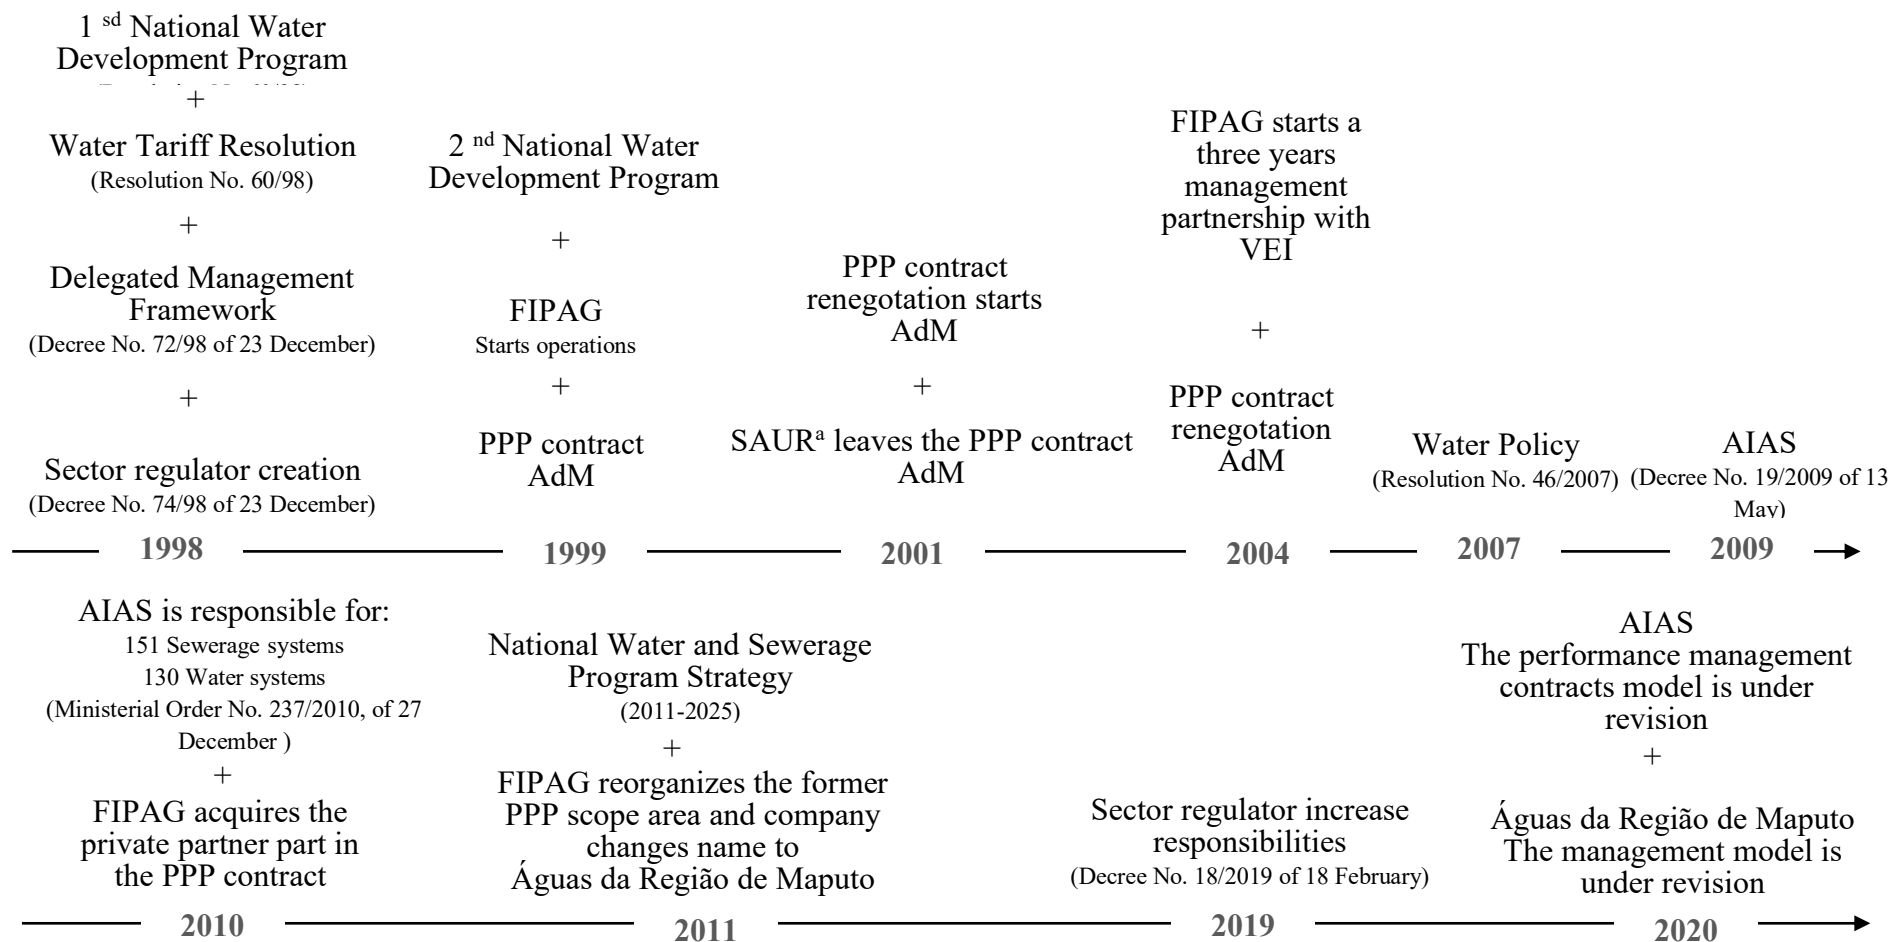 1 sd National Water
Development Program
+
Water Tariff Resolution
(Resolution No. 60/98)
+
Delegated Management
Framework
(Decree No. 72/98 of 23 December)
+
Sector regulator creation
(Decree No. 74/98 of 23 December)
1998
2 nd National Water
Development Program
+
FIPAG
Starts operations
+
PPP contract
AdM
1999
PPP contract
renegotation starts
AdM
+
SAURa leaves the PPP contract
AdM
2001
FIPAG starts a
three years
management
partnership with
VEI
+
PPP contract
renegotation
AdM
2004
Water Policy
(Resolution No. 46/2007)
2007
AIAS
(Decree No. 19/2009 of 13
May)
2009
AIAS is responsible for:
151 Sewerage systems
130 Water systems
(Ministerial Order No. 237/2010, of 27
December )
+
FIPAG acquires the
private partner part in
the PPP contract
2010
National Water and Sewerage
Program Strategy
(2011-2025)
+
FIPAG reorganizes the former
PPP scope area and company
changes name to
Águas da Região de Maputo
2011
Sector regulator increase
responsibilities
(Decree No. 18/2019 of 18 February)
2019
AIAS
The performance management
contracts model is under
revision
+
Águas da Região de Maputo
The management model is
under revision
2020